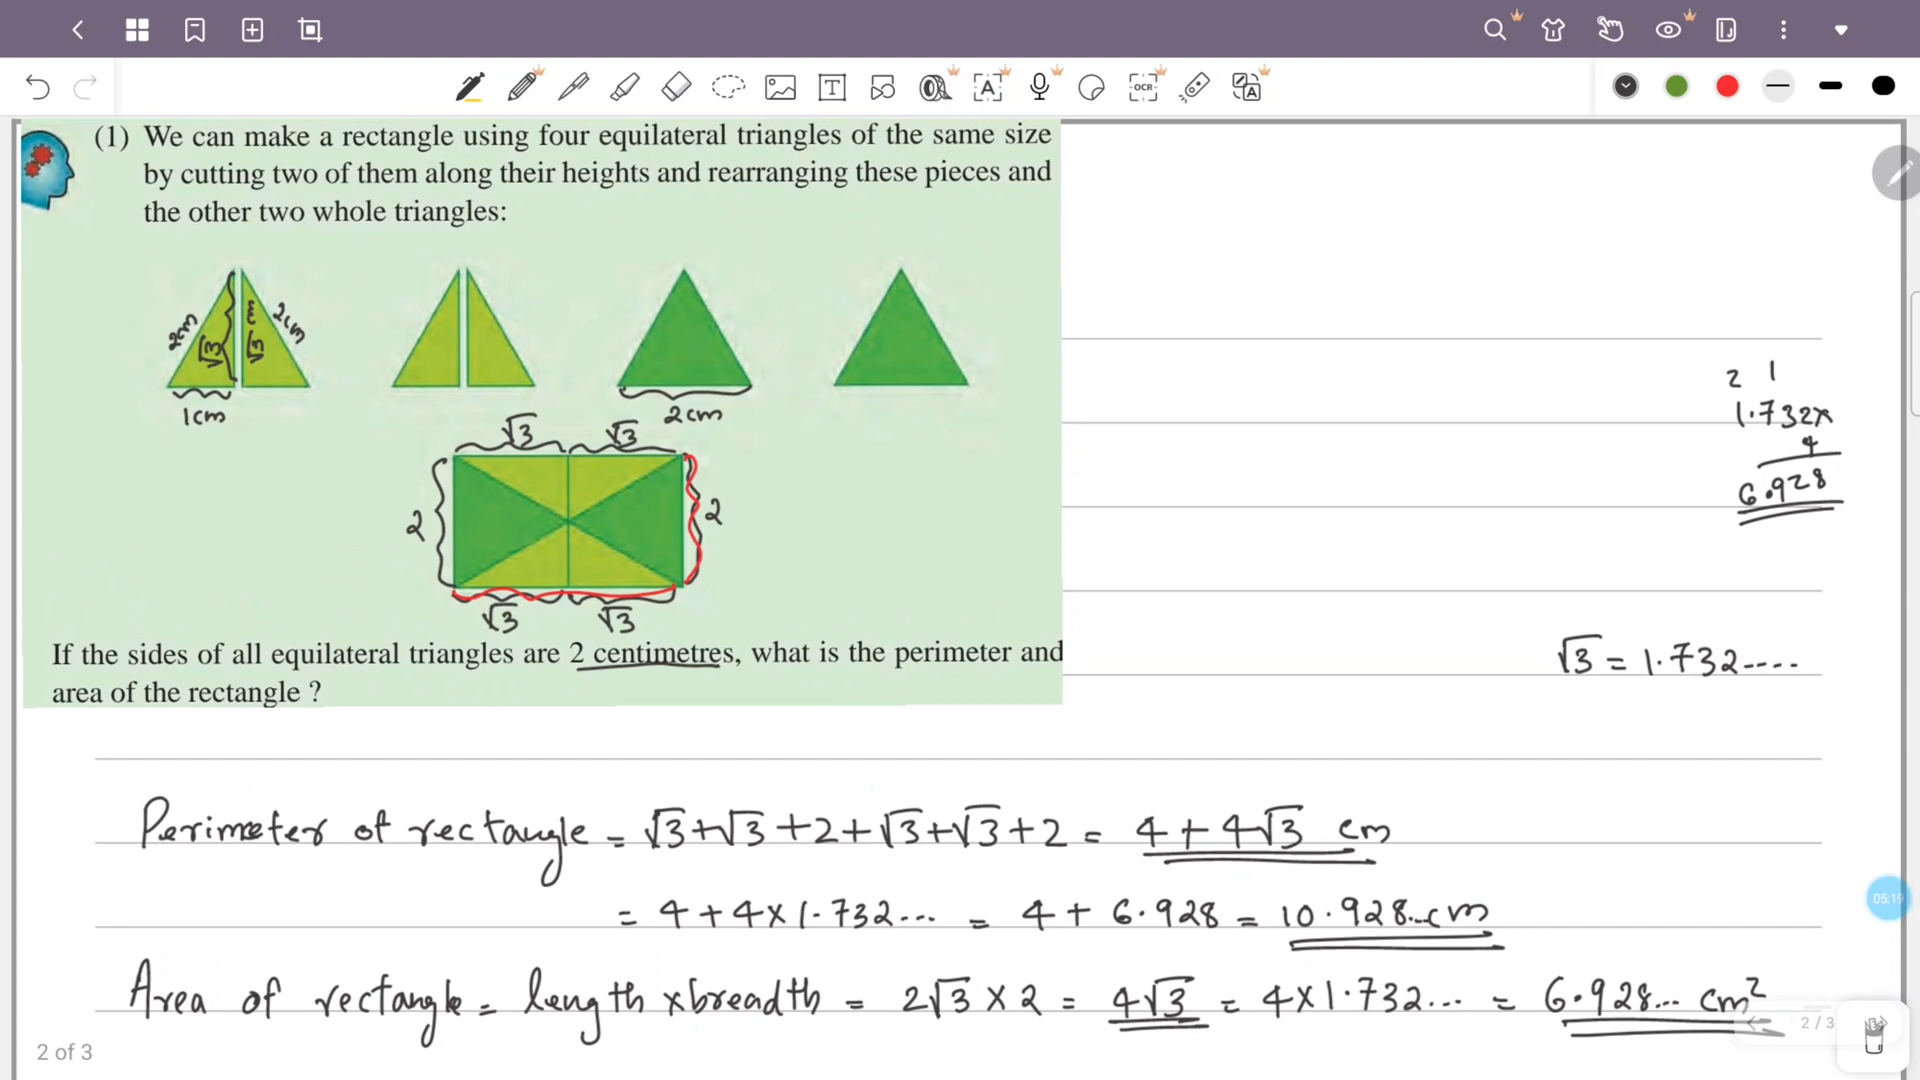 (1) We can make a rectangle using four equilateral triangles of the same size
by cutting two of them along their heights and rearranging these pieces and
the other two whole triangles:
2cm √3 √3 cm 2cm
1cm
2cm
√3 √3
2 2
√3 √3
If the sides of all equilateral triangles are 2 centimetres, what is the perimeter and
area of the rectangle ?
2 1
1.732×
4
6.928
√3 = 1.732....
Perimeter of rectangle = √3+√3+2+√3+√3+2 = 4+4√3 cm
= 4+4×1.732... = 4+6.928 = 10.928..cm
Area of rectangle = length × breadth = 2√3 × 2 = 4√3 = 4×1.732... = 6.928... cm²
2 of 3
2 / 3
05:19
T
A
OCR
A